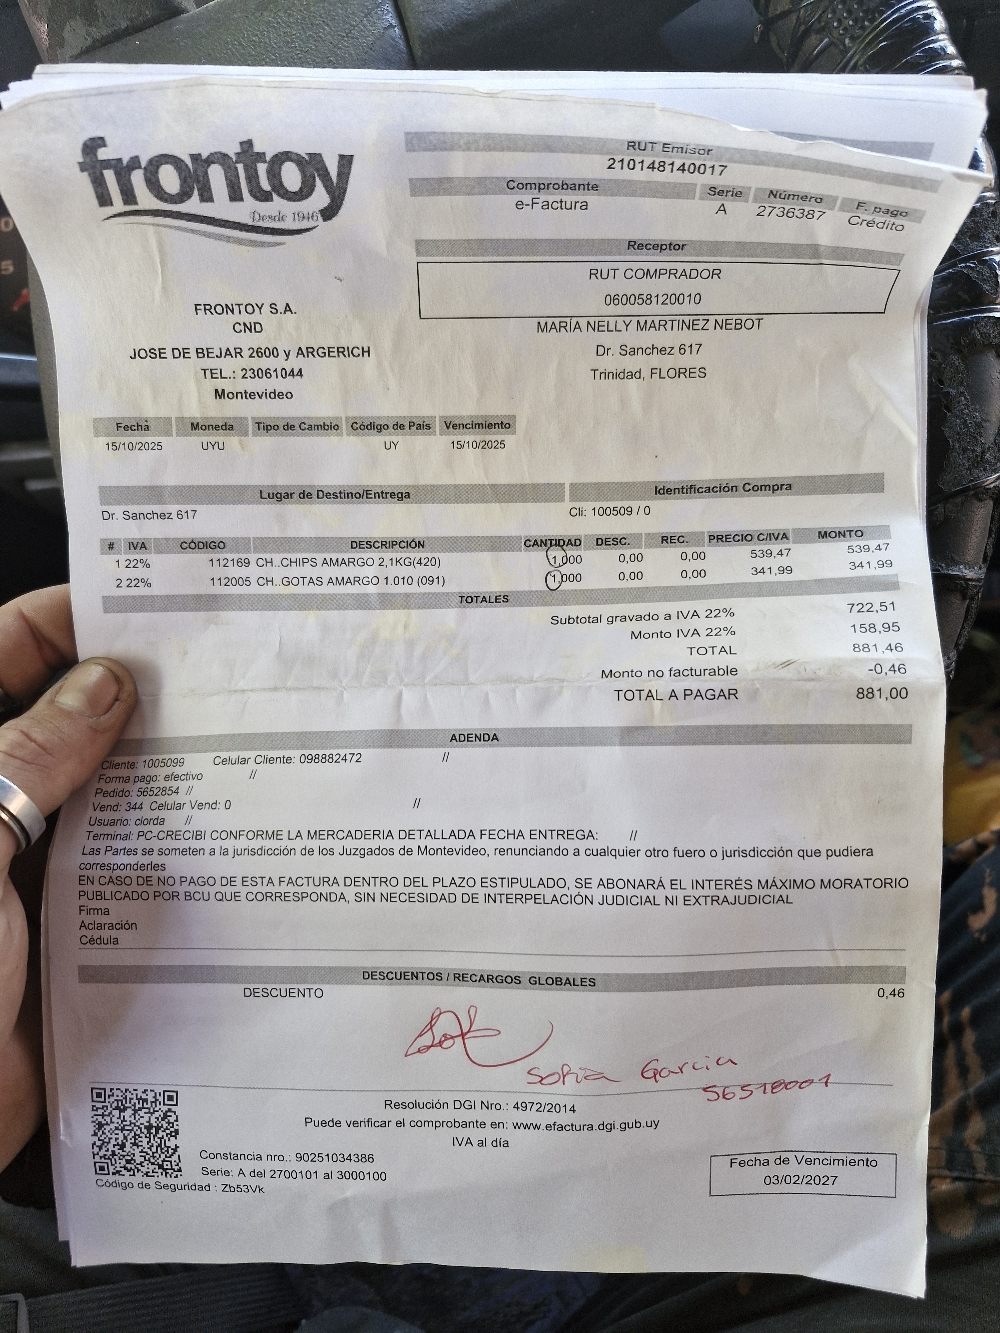 frontoy
Desde 1946
RUT Emisor
210148140017
Comprobante Serie Número F. pago
e-Factura A 2736387 Crédito
Receptor
RUT COMPRADOR
060058120010
MARÍA NELLY MARTINEZ NEBOT
Dr. Sanchez 617
Trinidad, FLORES
FRONTOY S.A.
CND
JOSE DE BEJAR 2600 y ARGERICH
TEL.: 23061044
Montevideo
Fecha Moneda Tipo de Cambio Código de País Vencimiento
15/10/2025 UYU UY 15/10/2025
Lugar de Destino/Entrega Identificación Compra
Dr. Sanchez 617 Cli: 100509 / 0
# IVA CÓDIGO DESCRIPCIÓN CANTIDAD DESC. REC. PRECIO C/IVA MONTO
1 22% 112169 CH..CHIPS AMARGO 2,1KG(420) 1,000 0,00 0,00 539,47 539,47
2 22% 112005 CH..GOTAS AMARGO 1.010 (091) 1,000 0,00 0,00 341,99 341,99
TOTALES
Subtotal gravado a IVA 22% 722,51
Monto IVA 22% 158,95
TOTAL 881,46
Monto no facturable -0,46
TOTAL A PAGAR 881,00
ADENDA
Cliente: 1005099 Celular Cliente: 098882472 //
Forma pago: efectivo //
Pedido: 5652854 //
Vend: 344 Celular Vend: 0 //
Usuario: clorda //
Terminal: PC-CRECIBI CONFORME LA MERCADERIA DETALLADA FECHA ENTREGA: //
Las Partes se someten a la jurisdicción de los Juzgados de Montevideo, renunciando a cualquier otro fuero o jurisdicción que pudiera
corresponderles
EN CASO DE NO PAGO DE ESTA FACTURA DENTRO DEL PLAZO ESTIPULADO, SE ABONARÁ EL INTERÉS MÁXIMO MORATORIO
PUBLICADO POR BCU QUE CORRESPONDA, SIN NECESIDAD DE INTERPELACIÓN JUDICIAL NI EXTRAJUDICIAL
Firma
Aclaración
Cédula
DESCUENTOS / RECARGOS GLOBALES
DESCUENTO 0,46
Sofia Garcia
56518001
Resolución DGI Nro.: 4972/2014
Puede verificar el comprobante en: www.efactura.dgi.gub.uy
IVA al día
Constancia nro.: 90251034386
Serie: A del 2700101 al 3000100
Código de Seguridad : Zb53Vk
Fecha de Vencimiento
03/02/2027